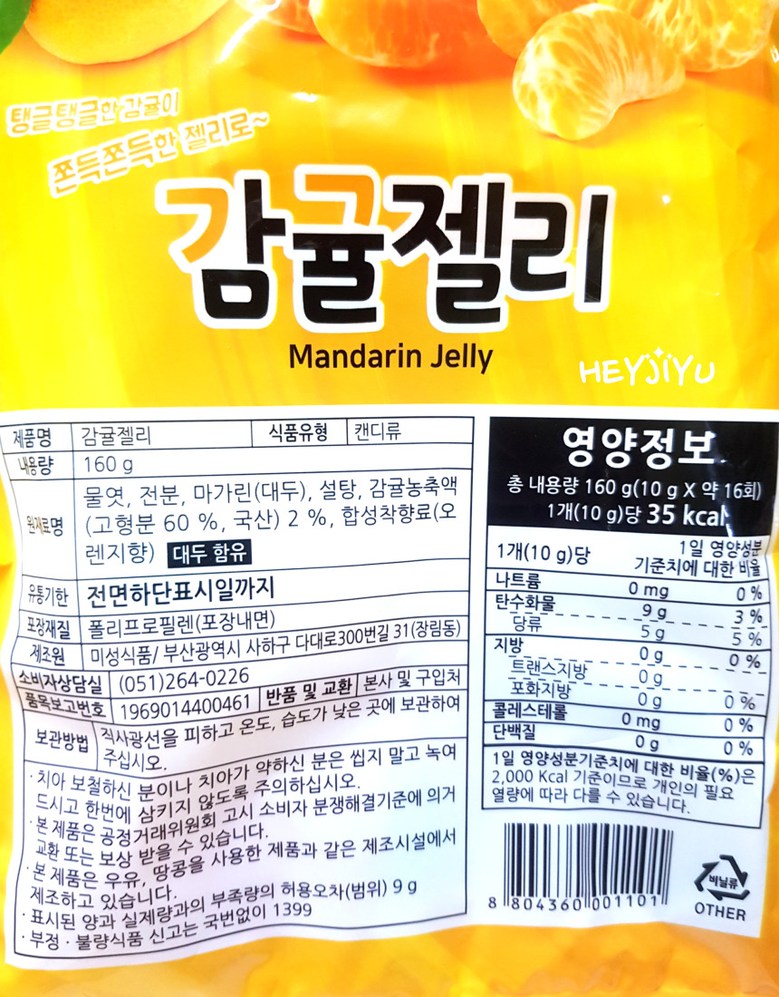 탱글탱글한 감귤이
쫀득쫀득한 젤리로~
감귤젤리
Mandarin Jelly
HEYJIYU
제품명 감귤젤리 식품유형 캔디류
내용량 160 g
원재료명 물엿, 전분, 마가린(대두), 설탕, 감귤농축액
(고형분 60 %, 국산) 2 %, 합성착향료(오
렌지향) 대두 함유
유통기한 전면하단표시일까지
포장재질 폴리프로필렌(포장내면)
제조원 미성식품/ 부산광역시 사하구 다대로300번길 31(장림동)
소비자상담실 (051)264-0226
품목보고번호 1969014400461 반품 및 교환 본사 및 구입처
보관방법 직사광선을 피하고 온도, 습도가 낮은 곳에 보관하여
주십시오.
· 치아 보철하신 분이나 치아가 약하신 분은 씹지 말고 녹여
드시고 한번에 삼키지 않도록 주의하십시오.
· 본 제품은 공정거래위원회 고시 소비자 분쟁해결기준에 의거
교환 또는 보상 받을 수 있습니다.
· 본 제품은 우유, 땅콩을 사용한 제품과 같은 제조시설에서
제조하고 있습니다.
· 표시된 양과 실제량과의 부족량의 허용오차(범위) 9 g
· 부정 · 불량식품 신고는 국번없이 1399
영양정보
총 내용량 160 g(10 g X 약 16회)
1개(10 g)당 35 kcal
1개(10 g)당 1일 영양성분
기준치에 대한 비율
나트륨 0 mg 0 %
탄수화물 9 g 3 %
당류 5 g 5 %
지방 0 g 0 %
트랜스지방 0 g
포화지방 0 g 0 %
콜레스테롤 0 mg 0 %
단백질 0 g 0 %
1일 영양성분기준치에 대한 비율(%)은
2,000 Kcal 기준이므로 개인의 필요
열량에 따라 다를 수 있습니다.
8 804360 001101
비닐류
OTHER